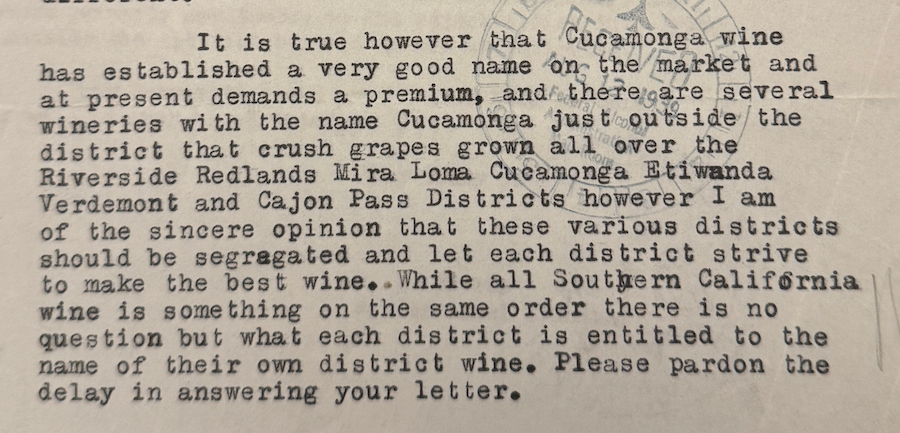 It is true however that Cucamonga wine
has established a very good name on the market and
at present demands a premium, and there are several
wineries with the name Cucamonga just outside the
district that crush grapes grown all over the
Riverside Redlands Mira Loma Cucamonga Etiwanda
Verdemont and Cajon Pass Districts however I am
of the sincere opinion that these various districts
should be segregated and let each district strive
to make the best wine. While all Southern California
wine is something on the same order there is no
question but what each district is entitled to the
name of their own district wine. Please pardon the
delay in answering your letter.